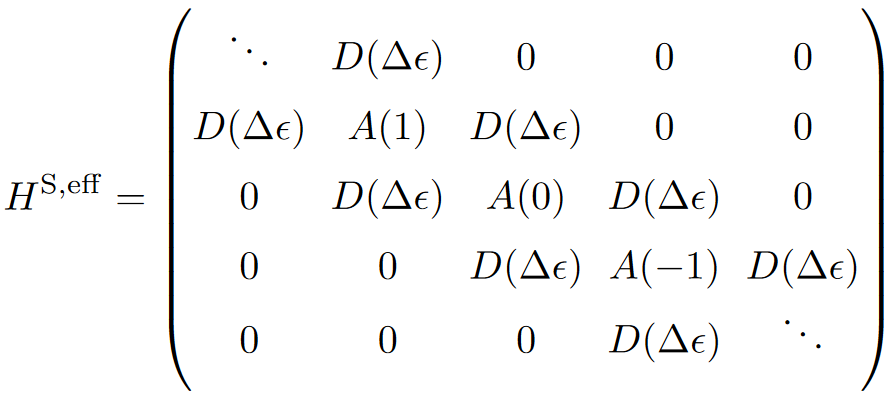 ⋱ D(Δϵ) 0 0 0
D(Δϵ) A(1) D(Δϵ) 0 0
H^{S,eff} = 0 D(Δϵ) A(0) D(Δϵ) 0
0 0 D(Δϵ) A(−1) D(Δϵ)
0 0 0 D(Δϵ) ⋱